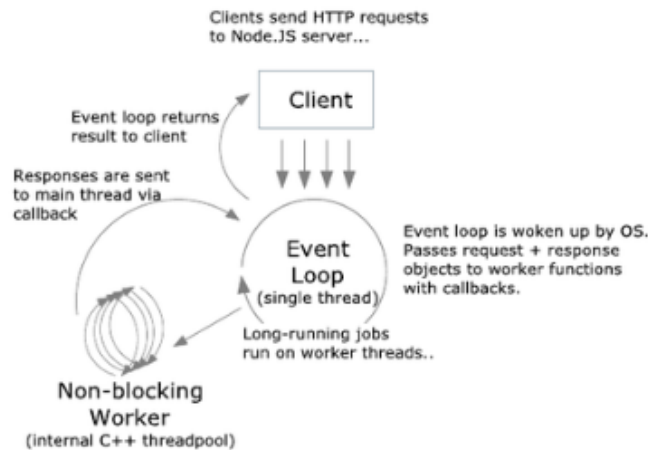 Clients send HTTP requests
to Node.JS server...
Client
Event loop returns
result to client
Responses are sent
to main thread via
callback
Event loop is woken up by OS.
Passes request + response
objects to worker functions
with callbacks.
Event
Loop
(single thread)
Long-running jobs
run on worker threads..
Non-blocking
Worker
(internal C++ threadpool)